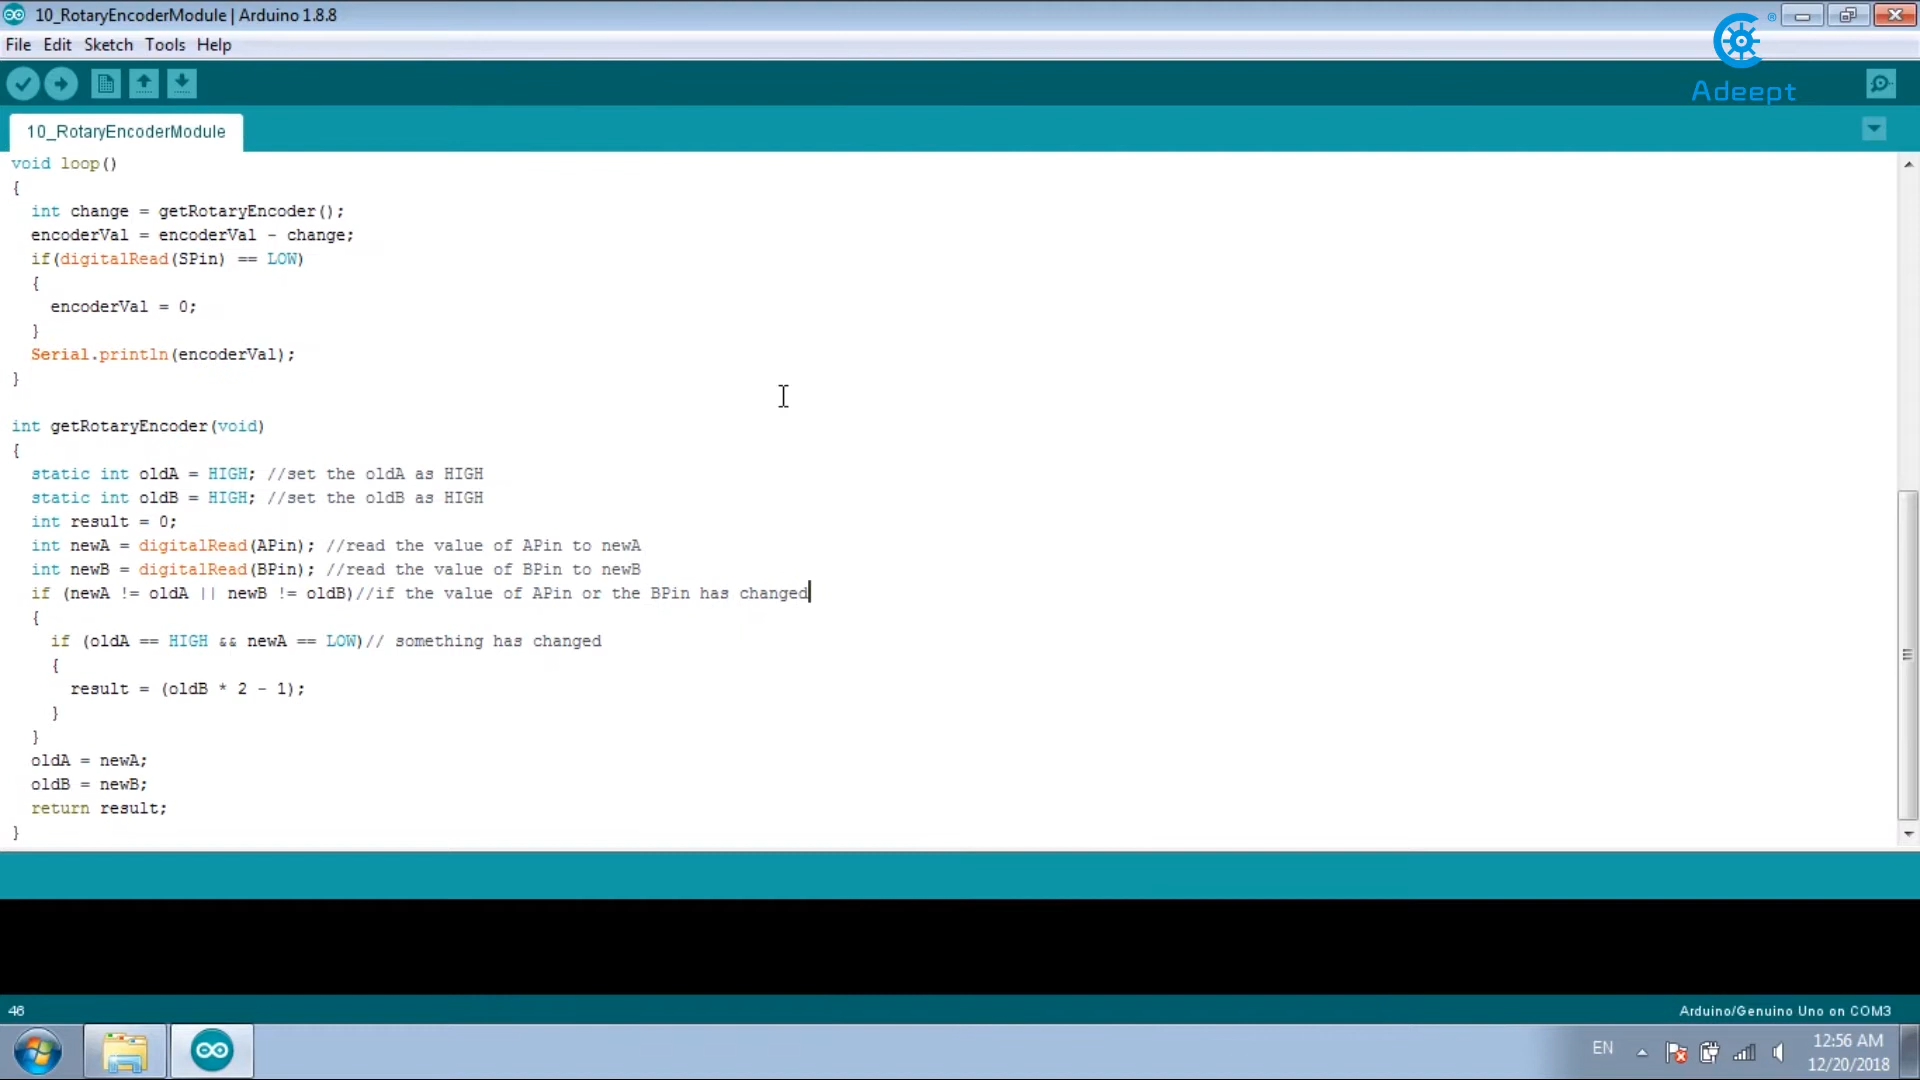 10_RotaryEncoderModule | Arduino 1.8.8
File Edit Sketch Tools Help
Adeept
10_RotaryEncoderModule
void loop()
{
  int change = getRotaryEncoder();
  encoderVal = encoderVal - change;
  if(digitalRead(SPin) == LOW)
  {
    encoderVal = 0;
  }
  Serial.println(encoderVal);
}
int getRotaryEncoder(void)
{
  static int oldA = HIGH; //set the oldA as HIGH
  static int oldB = HIGH; //set the oldB as HIGH
  int result = 0;
  int newA = digitalRead(APin); //read the value of APin to newA
  int newB = digitalRead(BPin); //read the value of BPin to newB
  if (newA != oldA || newB != oldB)//if the value of APin or the BPin has changed
  {
    if (oldA == HIGH && newA == LOW)// something has changed
    {
      result = (oldB * 2 - 1);
    }
  }
  oldA = newA;
  oldB = newB;
  return result;
}
46
Arduino/Genuino Uno on COM3
EN
12:56 AM
12/20/2018